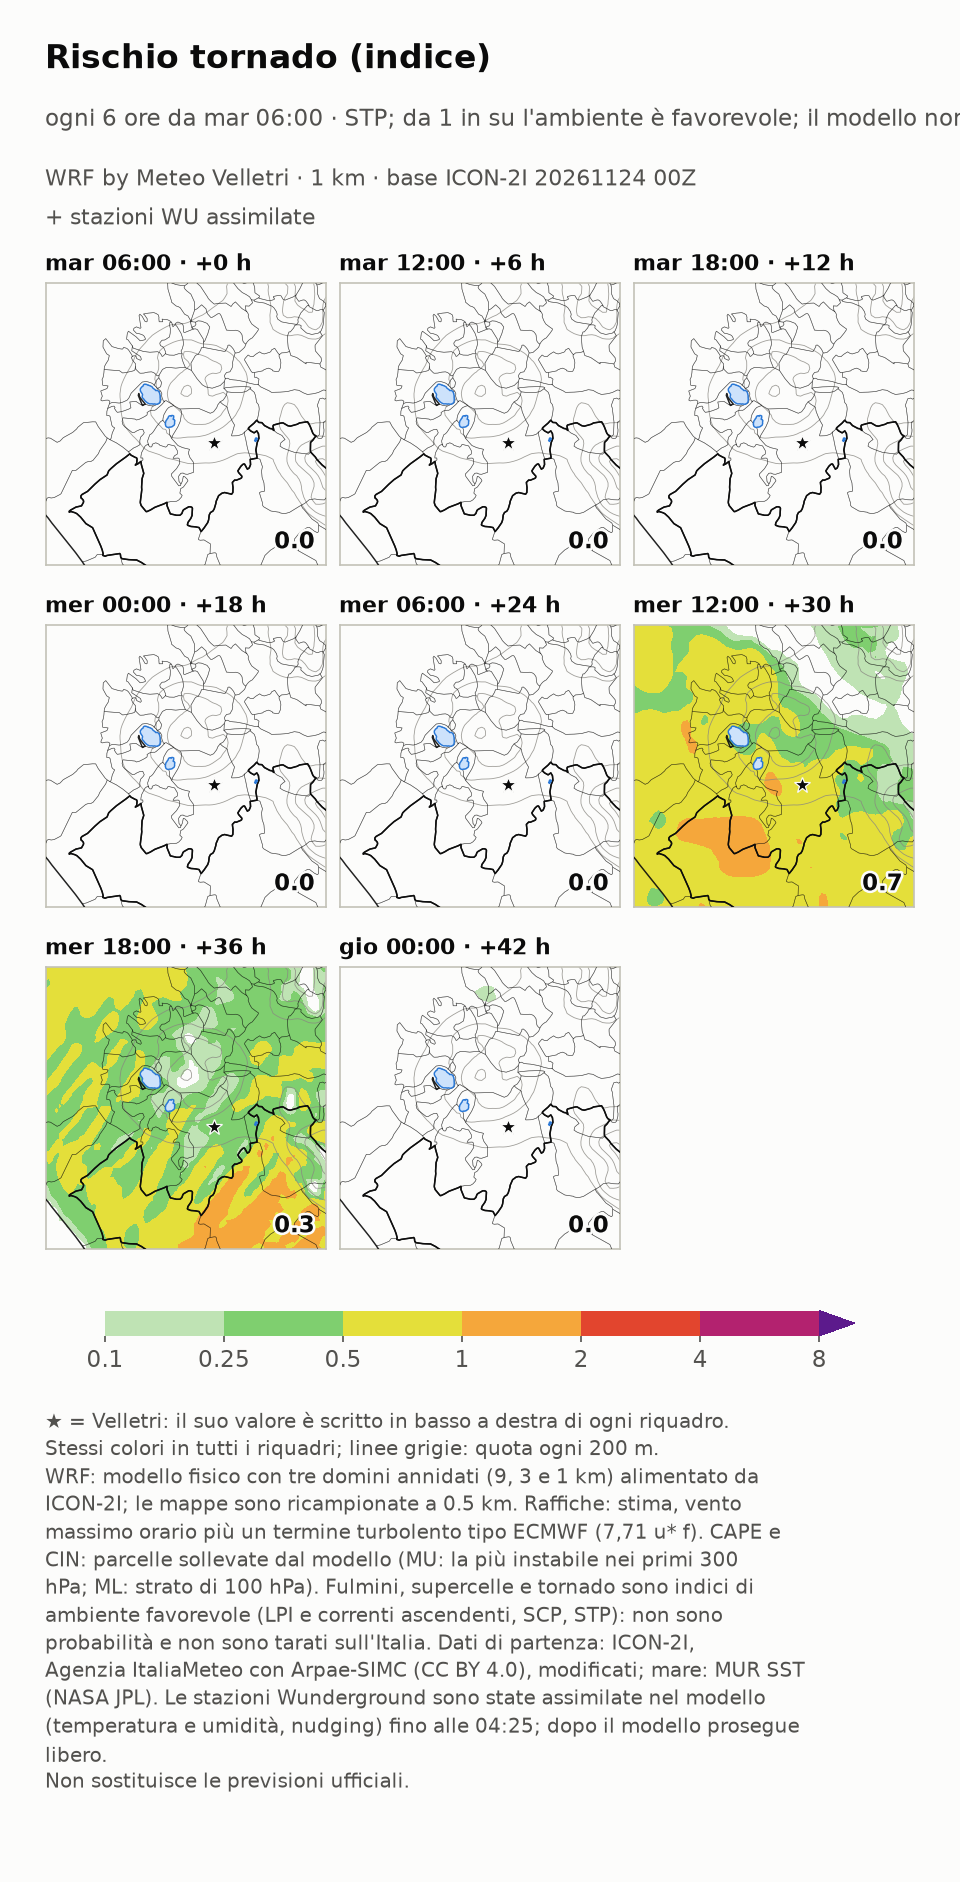 Rischio tornado (indice)
ogni 6 ore da mar 06:00 · STP; da 1 in su l'ambiente è favorevole; il modello
WRF by Meteo Velletri · 1 km · base ICON-2I 20261124 00Z
+ stazioni WU assimilate
mar 06:00 · +0 h
mar 12:00 · +6 h
mar 18:00 · +12 h
0.0
0.0
0.0
mer 00:00 · +18 h
mer 06:00 · +24 h
mer 12:00 · +30 h
0.0
0.0
0.7
mer 18:00 · +36 h
gio 00:00 · +42 h
0.3
0.0
0.1 0.25 0.5 1 2 4 8
★ = Velletri: il suo valore è scritto in basso a destra di ogni riquadro.
Stessi colori in tutti i riquadri; linee grigie: quota ogni 200 m.
WRF: modello fisico con tre domini annidati (9, 3 e 1 km) alimentato da
ICON-2I; le mappe sono ricampionate a 0.5 km. Raffiche: stima, vento
massimo orario più un termine turbolento tipo ECMWF (7,71 u* f). CAPE e
CIN: parcelle sollevate dal modello (MU: la più instabile nei primi 300
hPa; ML: strato di 100 hPa). Fulmini, supercelle e tornado sono indici di
ambiente favorevole (LPI e correnti ascendenti, SCP, STP): non sono
probabilità e non sono tarati sull'Italia. Dati di partenza: ICON-2I,
Agenzia ItaliaMeteo con Arpae-SIMC (CC BY 4.0), modificati; mare: MUR SST
(NASA JPL). Le stazioni Wunderground sono state assimilate nel modello
(temperatura e umidità, nudging) fino alle 04:25; dopo il modello prosegue
libero.
Non sostituisce le previsioni ufficiali.